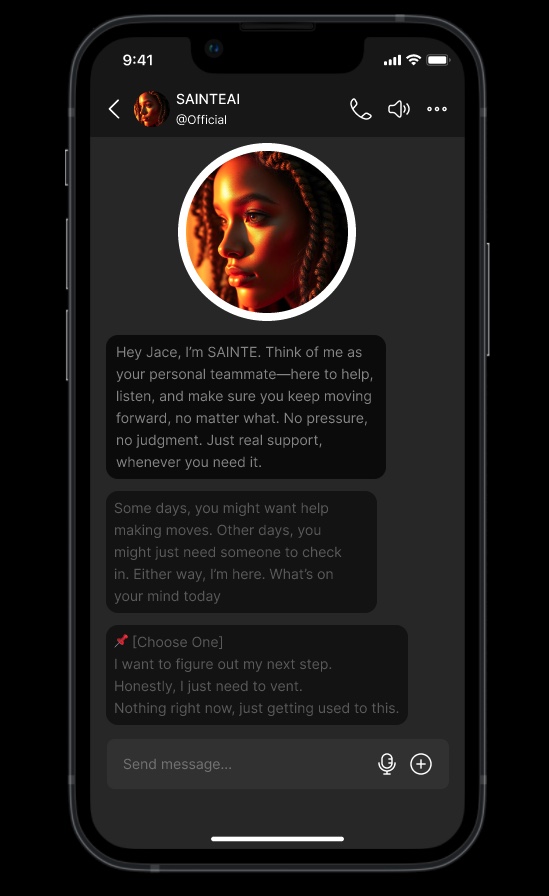 9:41
SAINTEAI
@Official
Hey Jace, I’m SAINTE. Think of me as
your personal teammate—here to help,
listen, and make sure you keep moving
forward, no matter what. No pressure,
no judgment. Just real support,
whenever you need it.
Some days, you might want help
making moves. Other days, you
might just need someone to check
in. Either way, I’m here. What’s on
your mind today
📌 [Choose One]
I want to figure out my next step.
Honestly, I just need to vent.
Nothing right now, just getting used to this.
Send message...